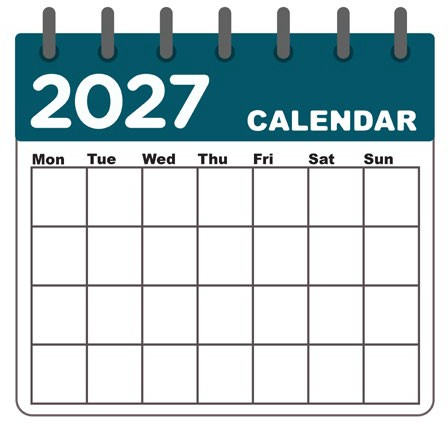 2027
CALENDAR
Mon Tue Wed Thu Fri Sat Sun